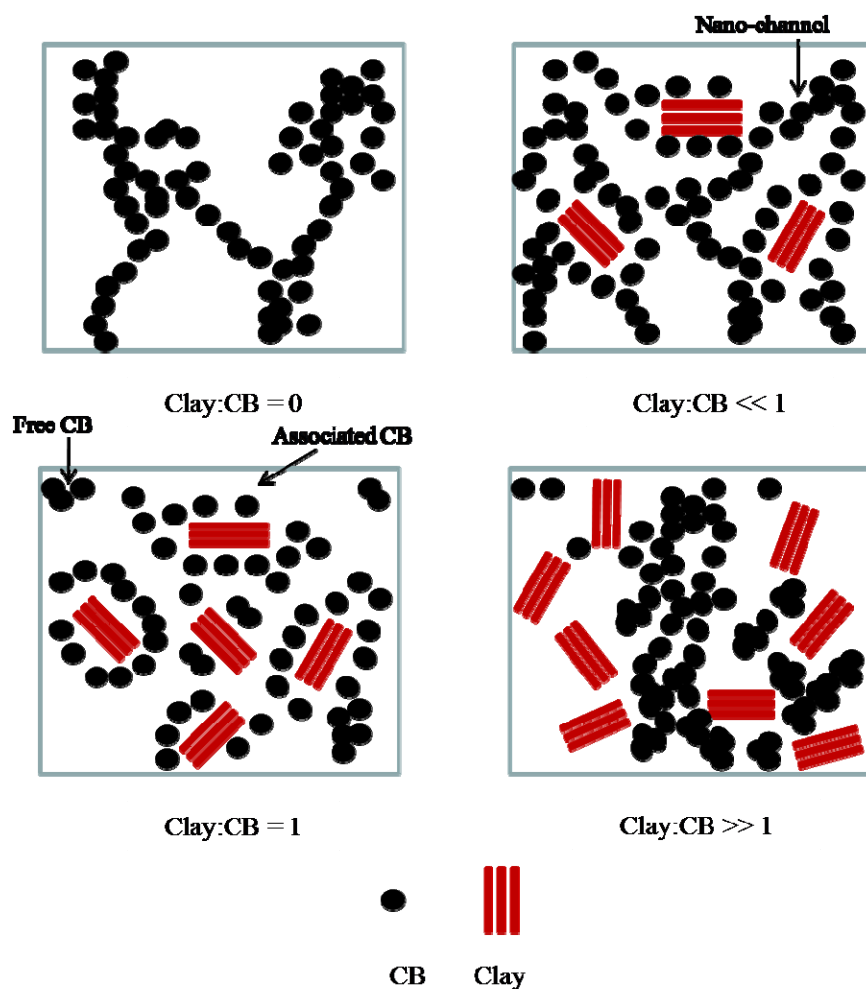 Nano-channel
Clay:CB = 0
Clay:CB << 1
Free CB
Associated CB
Clay:CB = 1
Clay:CB >> 1
CB
Clay